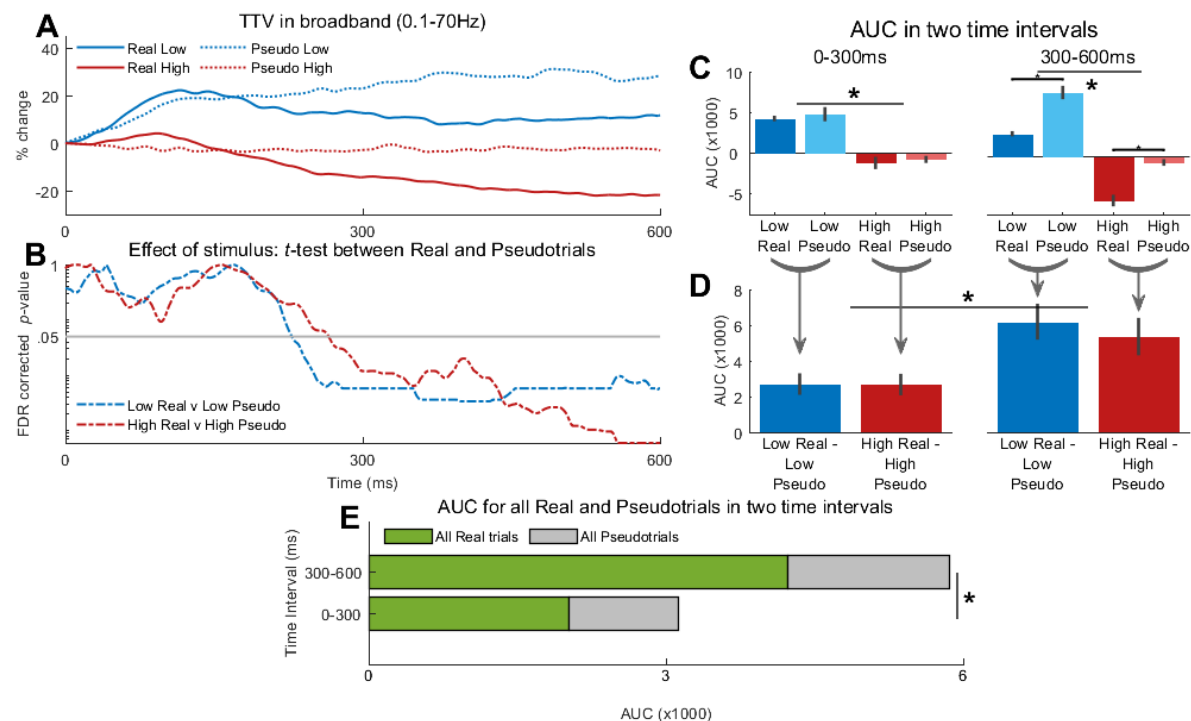 A
TTV in broadband (0.1-70Hz)
Real Low
Pseudo Low
Real High
Pseudo High
% change
40
20
0
-20
0
300
600
B
Effect of stimulus: t-test between Real and Pseudotrials
FDR corrected p-value
1
.05
Low Real v Low Pseudo
High Real v High Pseudo
0
300
600
Time (ms)
AUC in two time intervals
C
0-300ms
300-600ms
AUC (x1000)
10
5
0
-5
*
*
*
*
Low Real
Low Pseudo
High Real
High Pseudo
Low Real
Low Pseudo
High Real
High Pseudo
D
AUC (x1000)
8
6
4
2
0
*
Low Real -
Low
Pseudo
High Real -
High
Pseudo
Low Real -
Low
Pseudo
High Real -
High
Pseudo
E
AUC for all Real and Pseudotrials in two time intervals
All Real trials
All Pseudotrials
Time Interval (ms)
300-600
0-300
*
0
3
6
AUC (x1000)